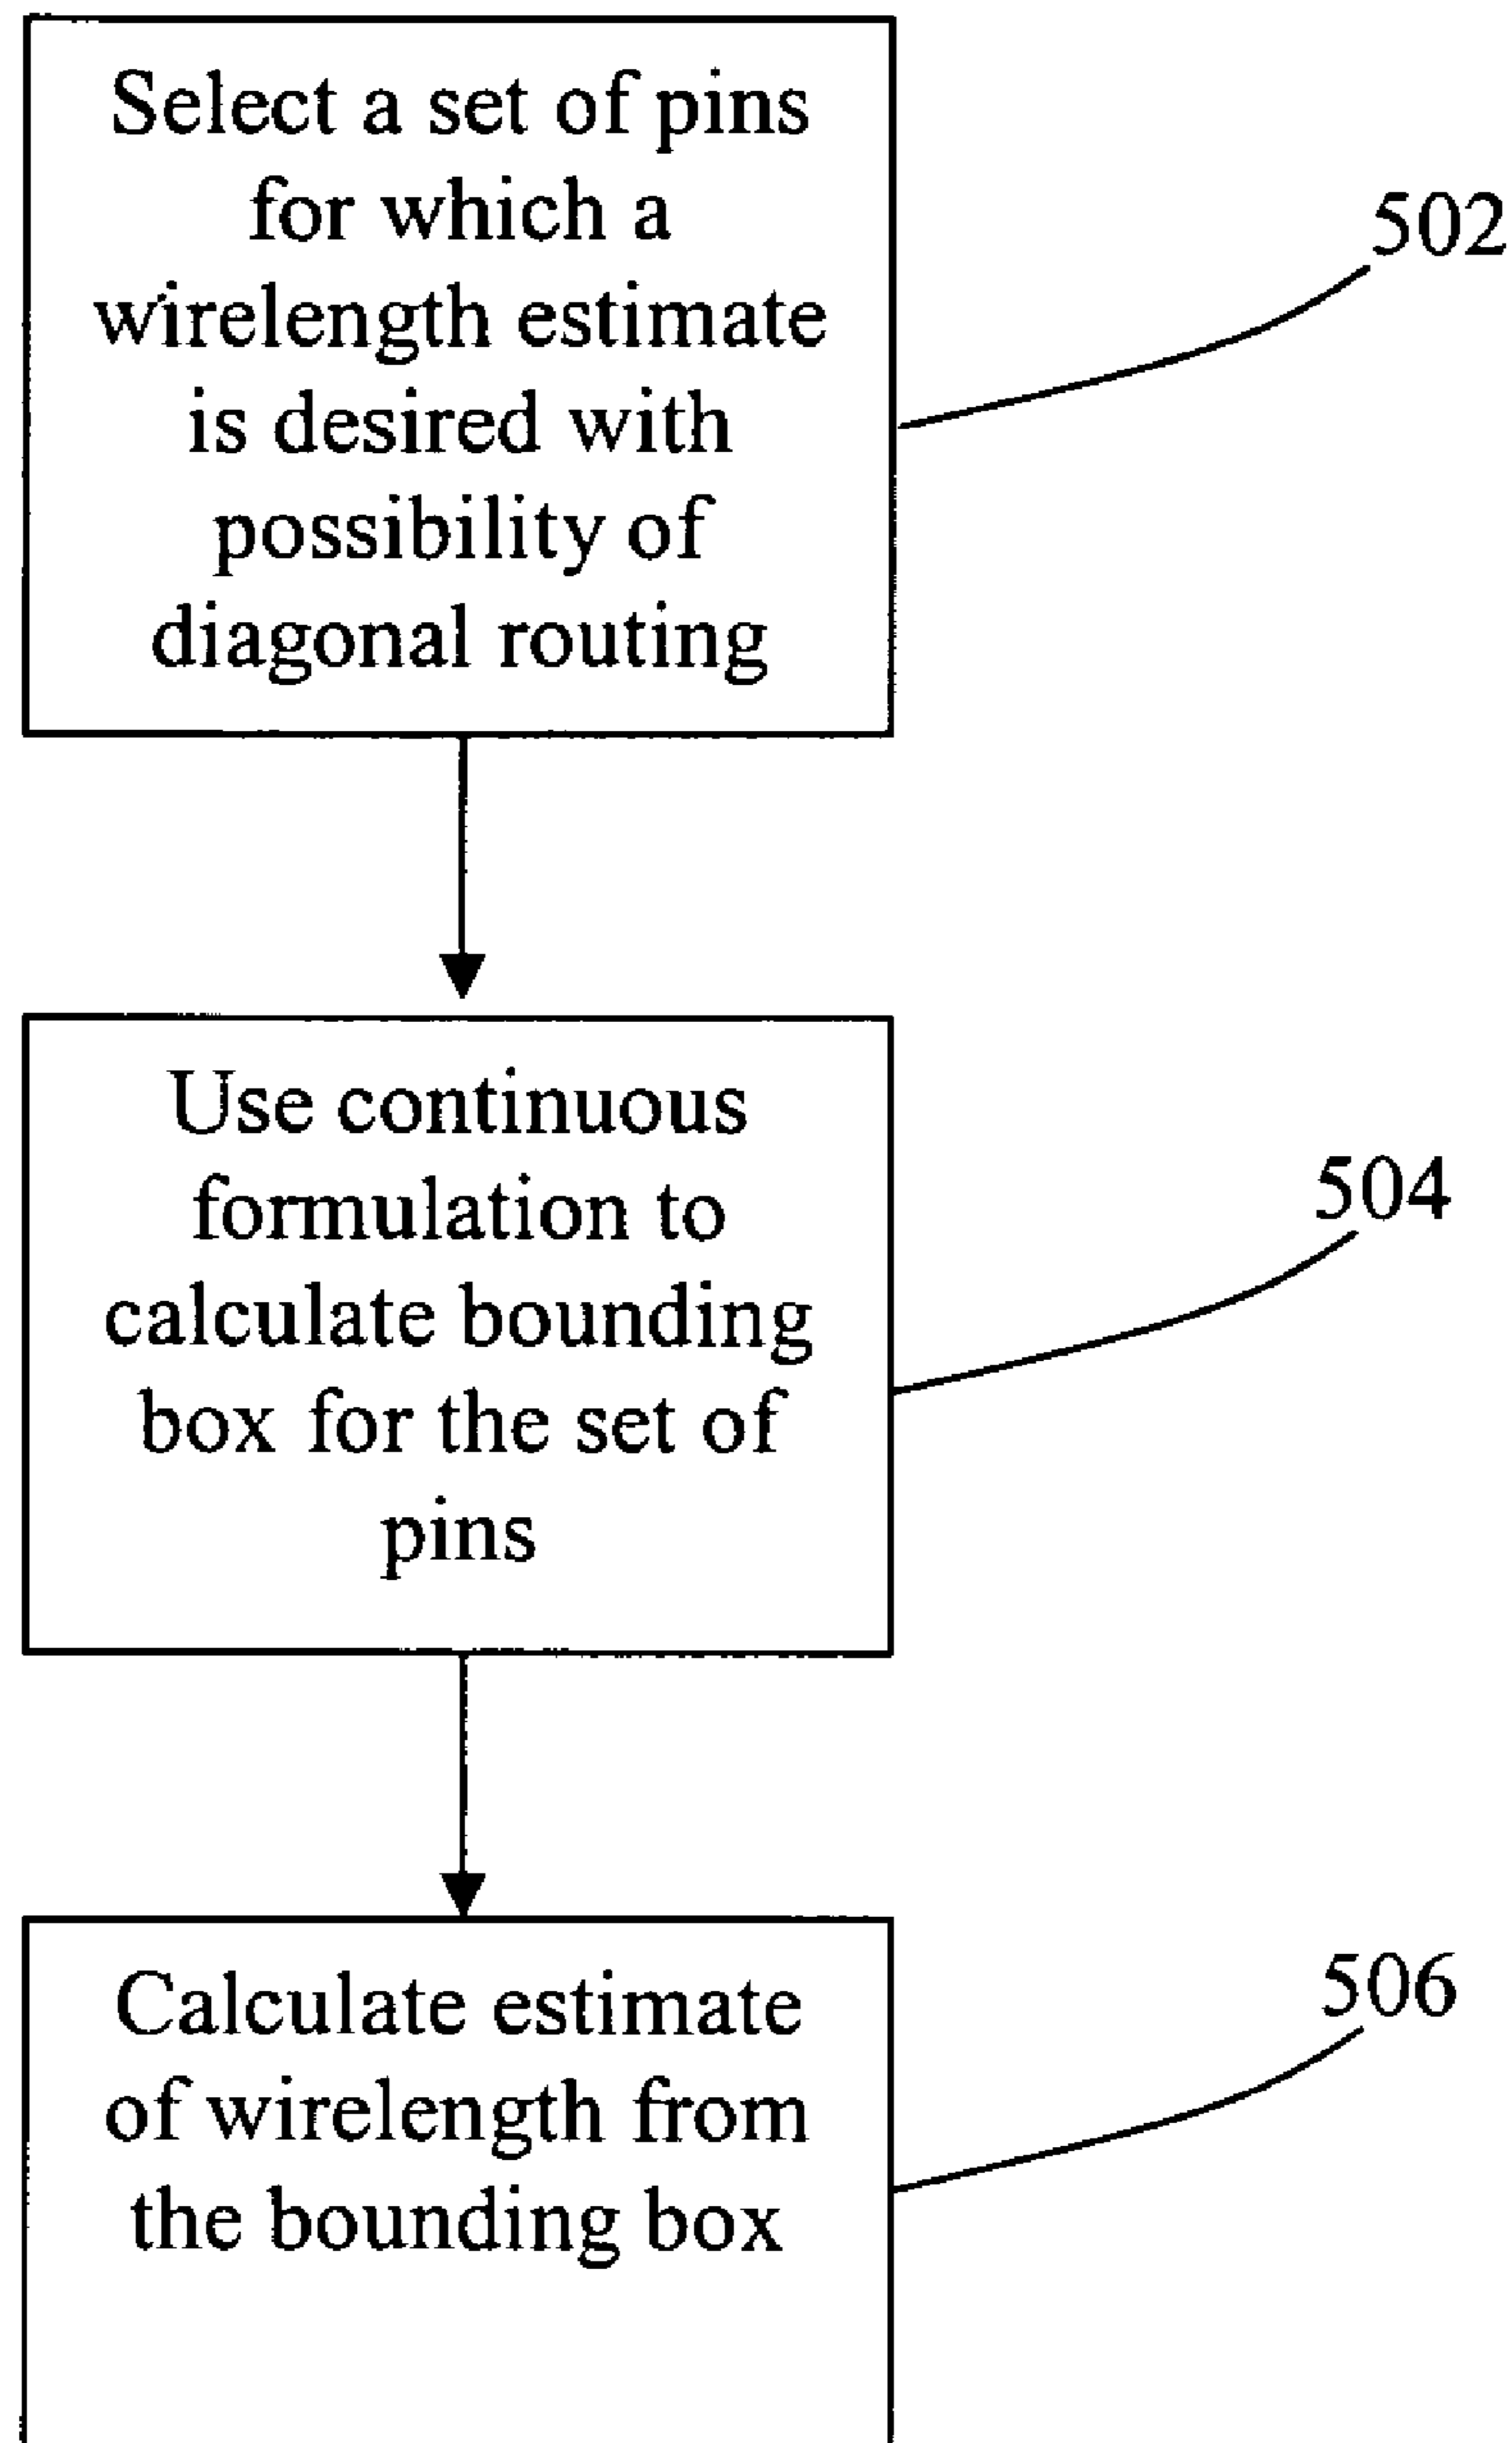 Select a set of pins
for which a
wirelength estimate
is desired with
possibility of
diagonal routing
502
Use continuous
formulation to
calculate bounding
box for the set of
pins
504
Calculate estimate
of wirelength from
the bounding box
506